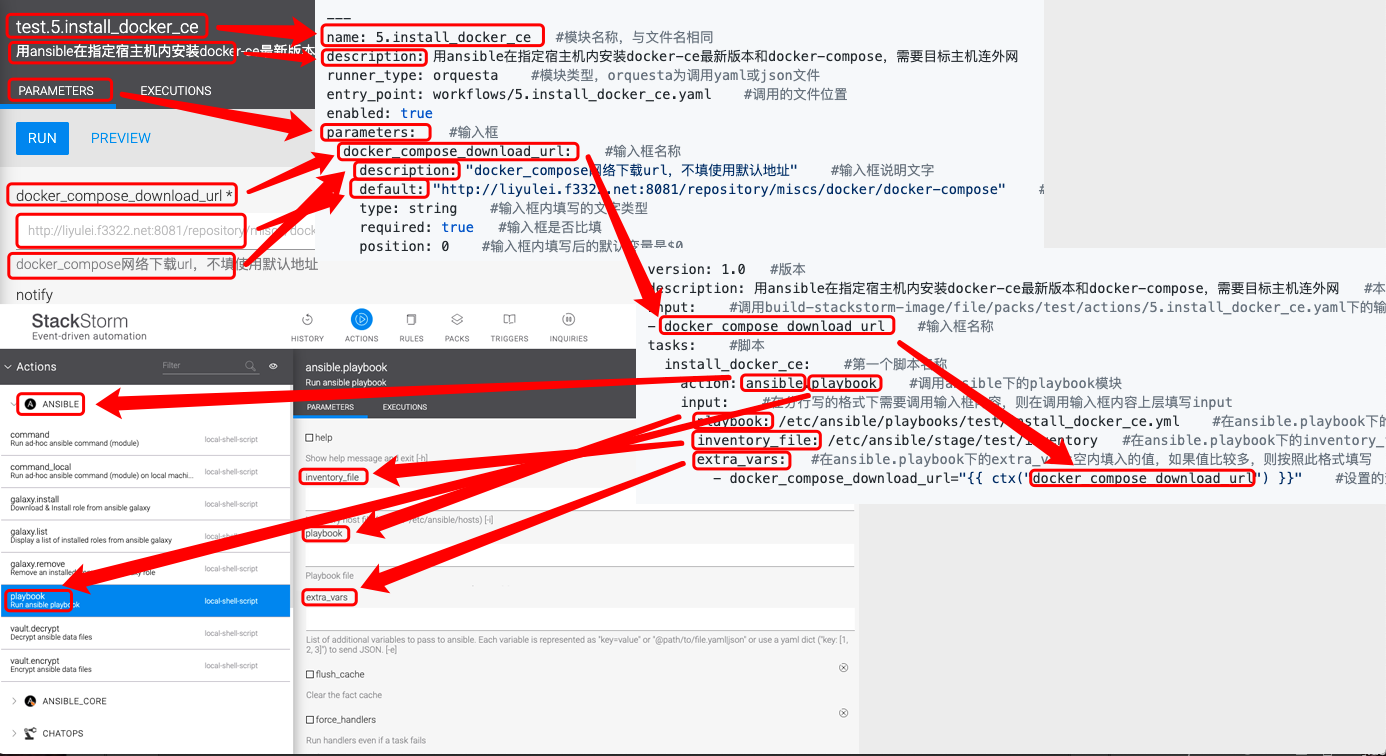 test.5.install_docker_ce
用ansible在指定宿主机内安装docker-ce最新版本
PARAMETERS
EXECUTIONS
RUN
PREVIEW
docker_compose_download_url *
http://liyulei.f3322.net:8081/repository/miscs/dock
docker_compose网络下载url，不填使用默认地址
notify
---
name: 5.install_docker_ce #模块名称，与文件名相同
description: 用ansible在指定宿主机内安装docker-ce最新版本和docker-compose，需要目标主机连外网
runner_type: orquesta #模块类型，orquesta为调用yaml或json文件
entry_point: workflows/5.install_docker_ce.yaml #调用的文件位置
enabled: true
parameters: #输入框
docker_compose_download_url: #输入框名称
description: "docker_compose网络下载url，不填使用默认地址" #输入框说明文字
default: "http://liyulei.f3322.net:8081/repository/miscs/docker/docker-compose" #
type: string #输入框内填写的文字类型
required: true #输入框是否比填
position: 0 #输入框内填写后的默认变量是$0
version: 1.0 #版本
description: 用ansible在指定宿主机内安装docker-ce最新版本和docker-compose，需要目标主机连外网 #本
input: #调用build-stackstorm-image/file/packs/test/actions/5.install_docker_ce.yaml下的输
- docker_compose_download_url #输入框名称
tasks: #脚本
install_docker_ce: #第一个脚本名称
action: ansible.playbook #调用ansible下的playbook模块
input: #在分行写的格式下需要调用输入框内容，则在调用输入框内容上层填写input
playbook: /etc/ansible/playbooks/test/install_docker_ce.yml #在ansible.playbook下的
inventory_file: /etc/ansible/stage/test/inventory #在ansible.playbook下的inventory_
extra_vars: #在ansible.playbook下的extra_vars空内填入的值，如果值比较多，则按照此格式填写
- docker_compose_download_url="{{ ctx('docker_compose_download_url') }}" #设置的
StackStorm
Event-driven automation
HISTORY
ACTIONS
RULES
PACKS
TRIGGERS
INQUIRIES
Actions
Filter
ANSIBLE
command
Run ad-hoc ansible command (module)
local-shell-script
command_local
Run ad-hoc ansible command (module) on local machi...
local-shell-script
galaxy.install
Download & Install role from ansible galaxy
local-shell-script
galaxy.list
Display a list of installed roles from ansible galaxy
local-shell-script
galaxy.remove
Remove an installed role
local-shell-script
playbook
Run ansible playbook
local-shell-script
vault.decrypt
Decrypt ansible data files
local-shell-script
vault.encrypt
Encrypt ansible data files
local-shell-script
ANSIBLE_CORE
CHATOPS
ansible.playbook
Run ansible playbook
PARAMETERS
EXECUTIONS
help
Show help message and exit [-h]
inventory_file
host /etc/ansible/hosts) [-i]
playbook
Playbook file
extra_vars
List of additional variables to pass to ansible. Each variable is represented as "key=value" or "@path/to/file.yamljson" or use a yaml dict ("key: [1,
2, 3]") to send JSON. [-e]
flush_cache
Clear the fact cache
force_handlers
Run handlers even if a task fails